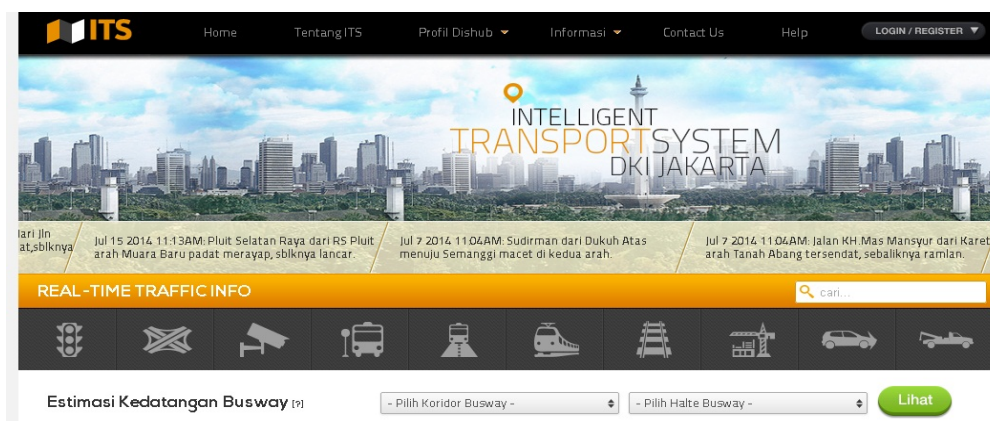 ITS
Home Tentang ITS Profil Dishub Informasi Contact Us Help LOGIN / REGISTER
INTELLIGENT
TRANSPORTSYSTEM
DKI JAKARTA
Jln
at,sblknya
Jul 15 2014 11:13AM: Pluit Selatan Raya dari RS Pluit
arah Muara Baru padat merayap, sblknya lancar.
Jul 7 2014 11:04AM: Sudirman dari Dukuh Atas
menuju Semanggi macet di kedua arah.
Jul 7 2014 11:04AM: Jalan KH.Mas Mansyur dari Karet
arah Tanah Abang tersendat, sebaliknya ramlan.
REAL-TIME TRAFFIC INFO
cari...
Estimasi Kedatangan Busway [?] - Pilih Koridor Busway - - Pilih Halte Busway - Lihat